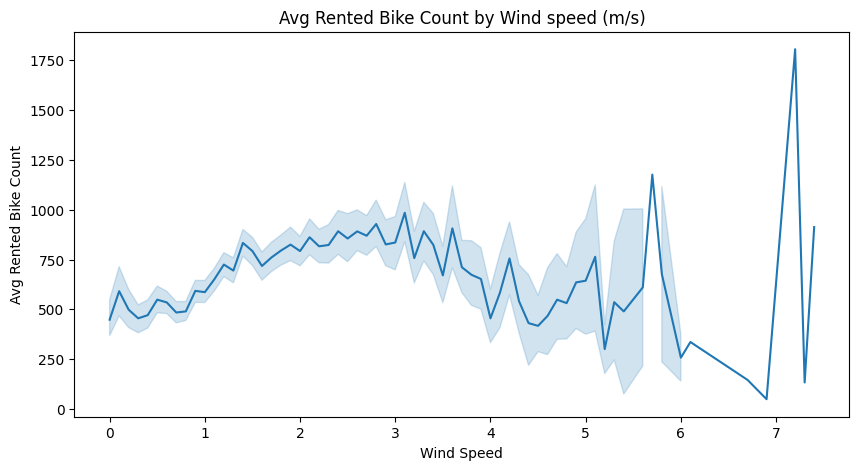 Avg Rented Bike Count by Wind speed (m/s)
Avg Rented Bike Count
1750
1500
1250
1000
750
500
250
0
0 1 2 3 4 5 6 7
Wind Speed